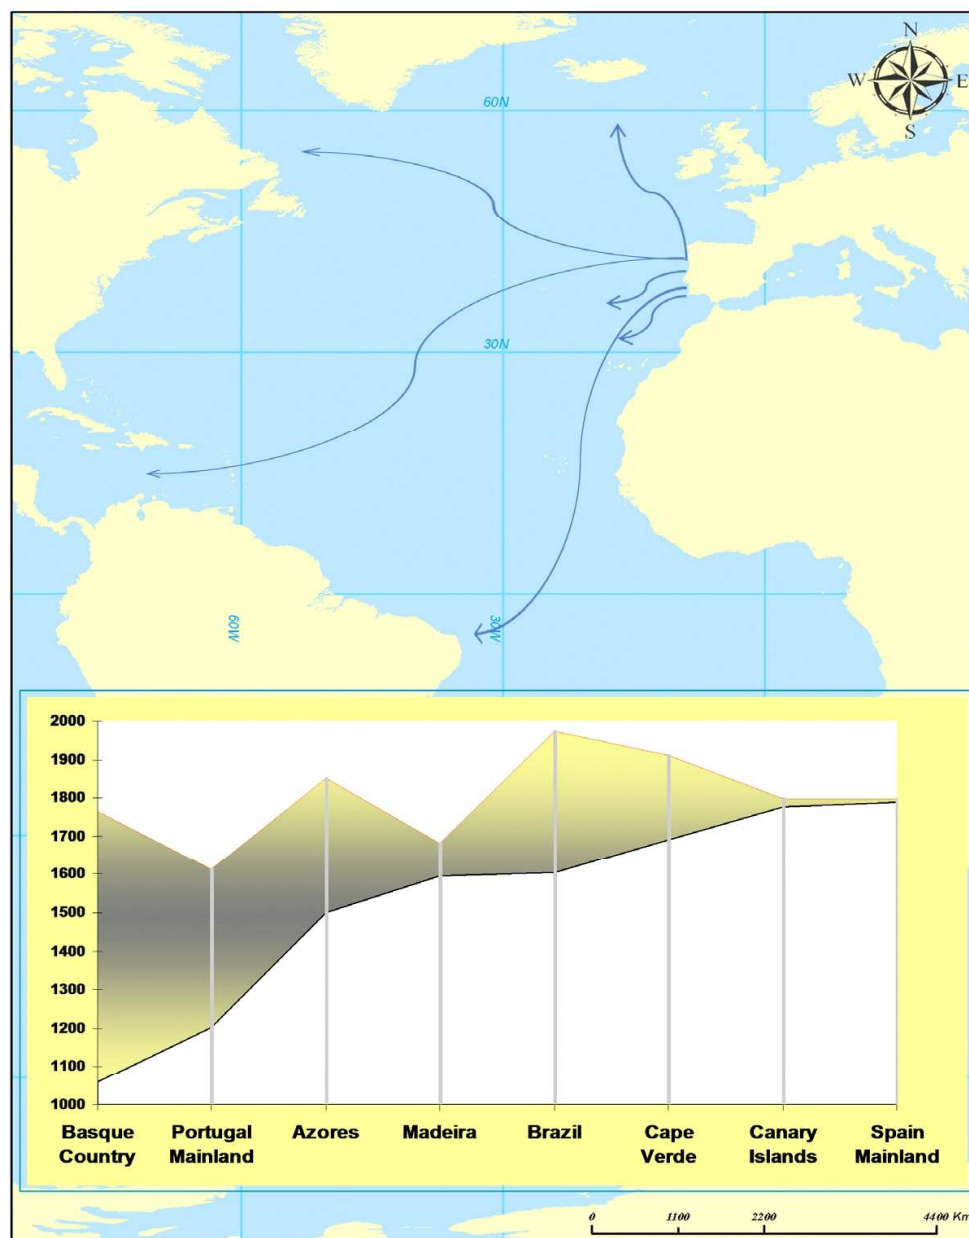 N
W E
S
60N
30N
60W
30W
2000
1900
1800
1700
1600
1500
1400
1300
1200
1100
1000
Basque Country
Portugal Mainland
Azores
Madeira
Brazil
Cape Verde
Canary Islands
Spain Mainland
0 1100 2200 4400 Km